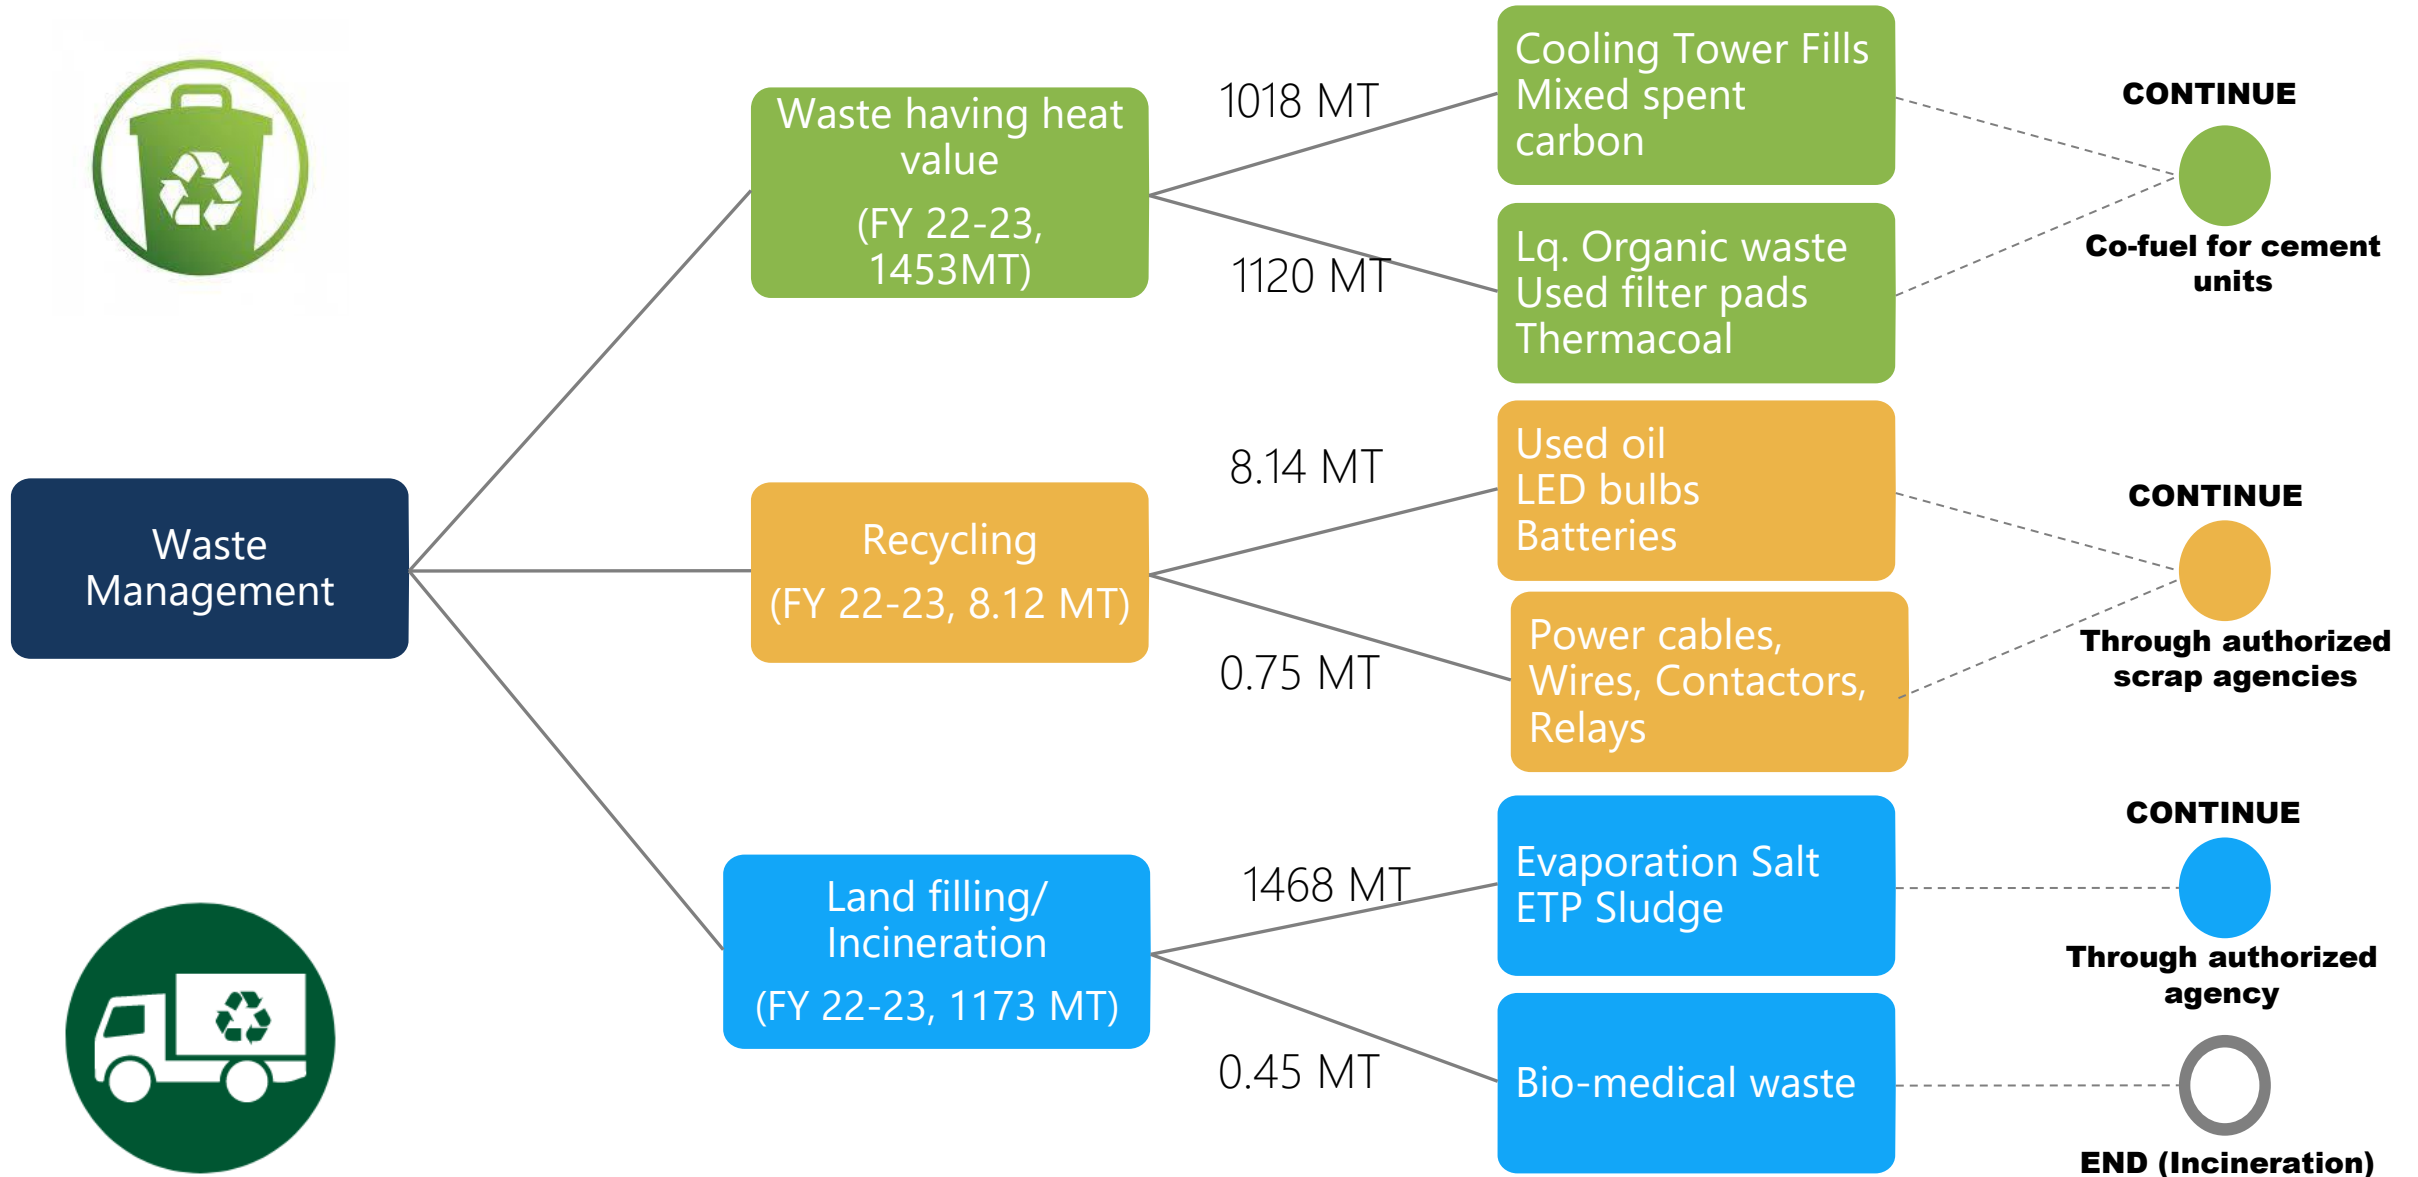 Waste
Management
Waste having heat
value
(FY 22-23,
1453MT)
1018 MT
1120 MT
Cooling Tower Fills
Mixed spent
carbon
Lq. Organic waste
Used filter pads
Thermacoal
CONTINUE
Co-fuel for cement
units
Recycling
(FY 22-23, 8.12 MT)
8.14 MT
0.75 MT
Used oil
LED bulbs
Batteries
Power cables,
Wires, Contactors,
Relays
CONTINUE
Through authorized
scrap agencies
Land filling/
Incineration
(FY 22-23, 1173 MT)
1468 MT
0.45 MT
Evaporation Salt
ETP Sludge
CONTINUE
Through authorized
agency
Bio-medical waste
END (Incineration)